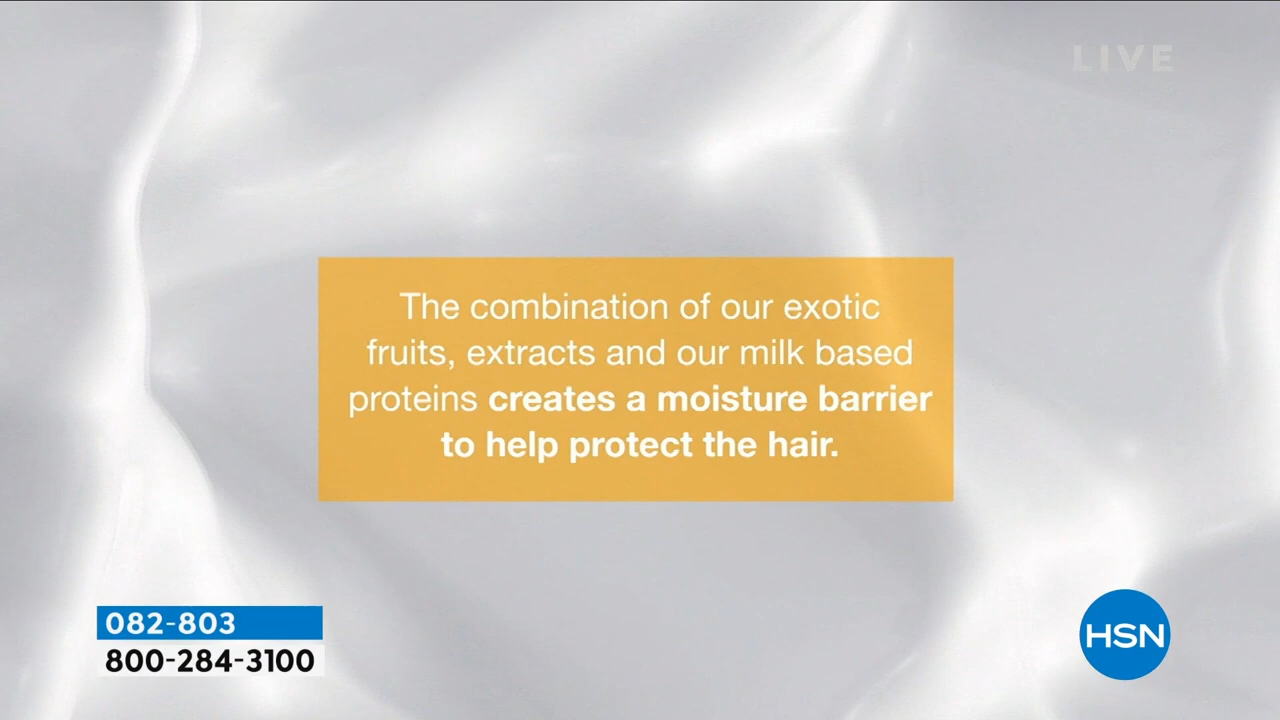 LIVE
The combination of our exotic
fruits, extracts and our milk based
proteins creates a moisture barrier
to help protect the hair.
082-803
800-284-3100
HSN